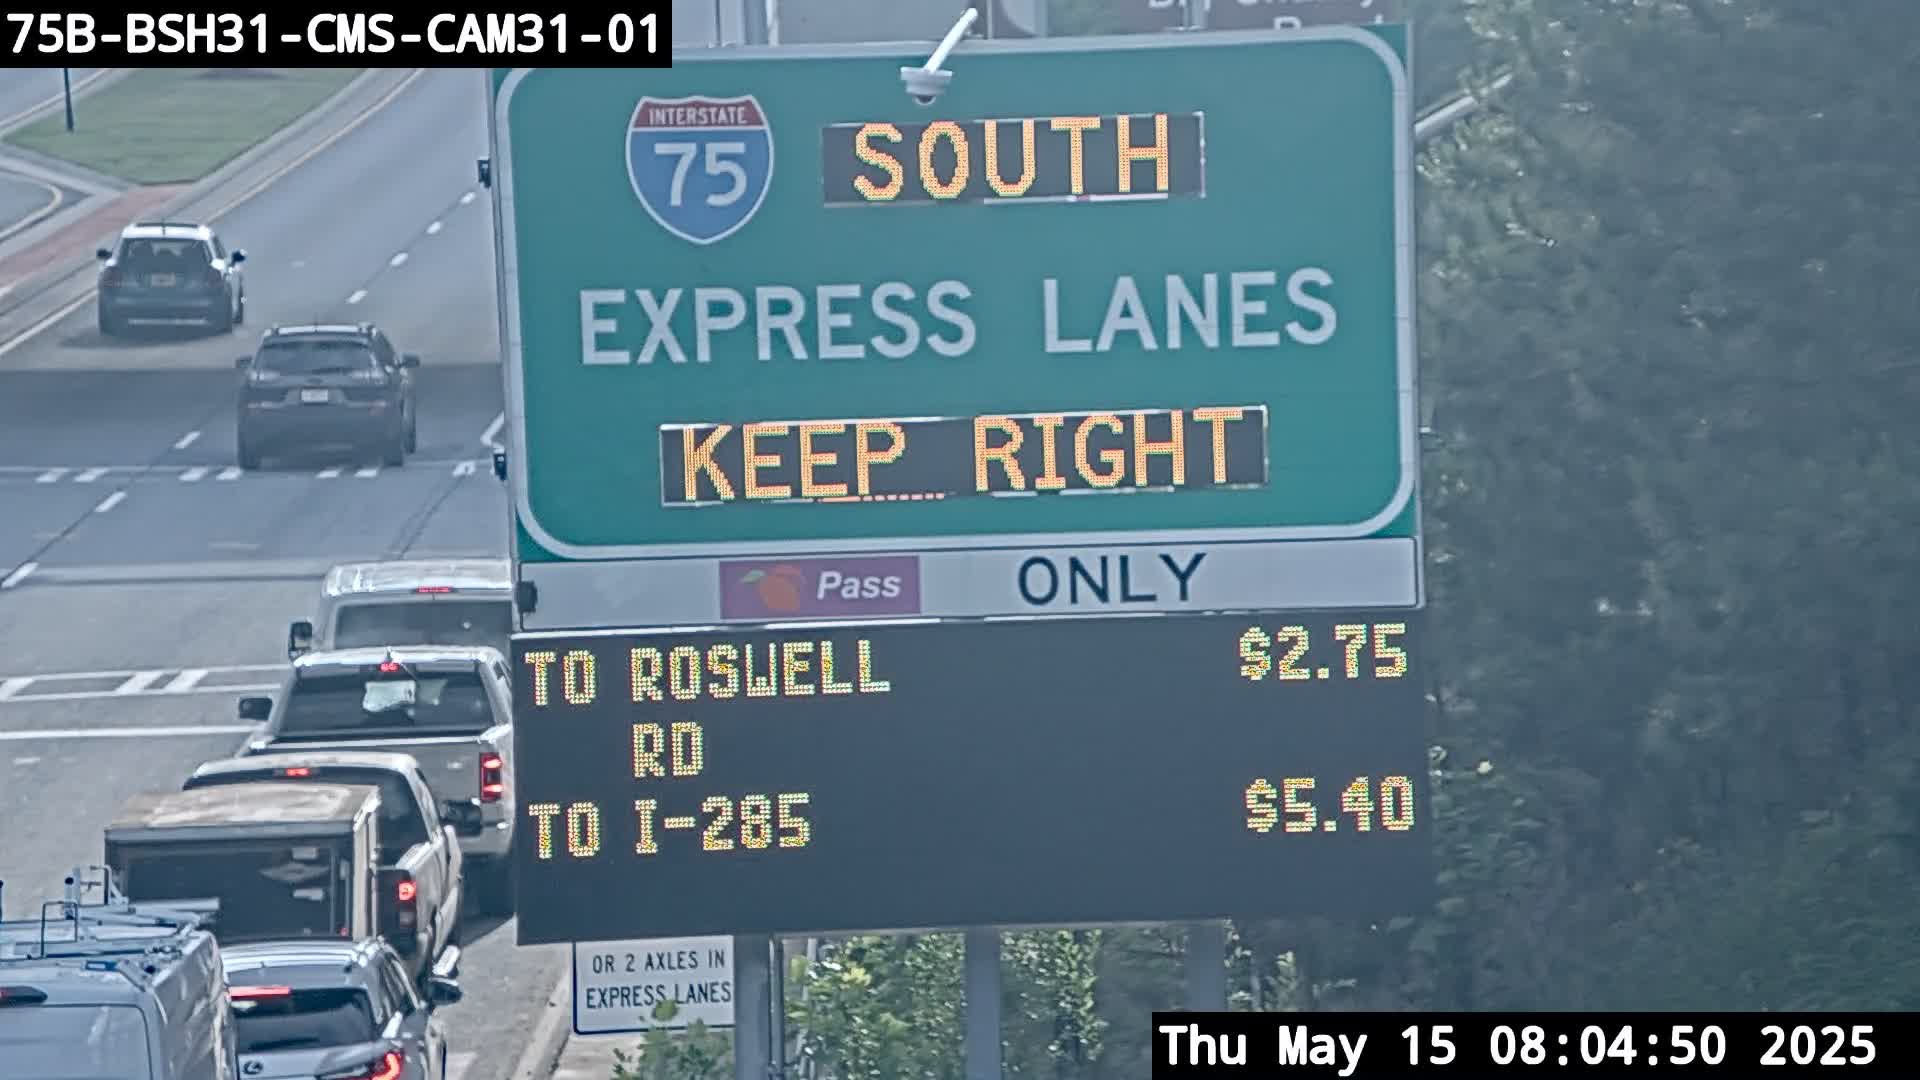 75B-BSH31-CMS-CAM31-01
INTERSTATE
75
SOUTH
EXPRESS LANES
KEEP RIGHT
Pass ONLY
TO ROSWELL $2.75
RD
TO I-285 $5.40
OR 2 AXLES IN
EXPRESS LANES
Thu May 15 08:04:50 2025